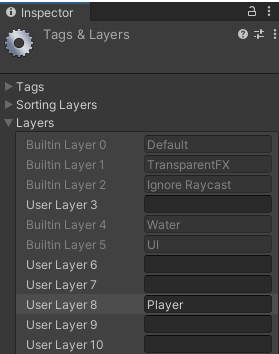 Inspector
Tags & Layers
Tags
Sorting Layers
Layers
Builtin Layer 0 Default
Builtin Layer 1 TransparentFX
Builtin Layer 2 Ignore Raycast
User Layer 3
Builtin Layer 4 Water
Builtin Layer 5 UI
User Layer 6
User Layer 7
User Layer 8 Player
User Layer 9
User Layer 10